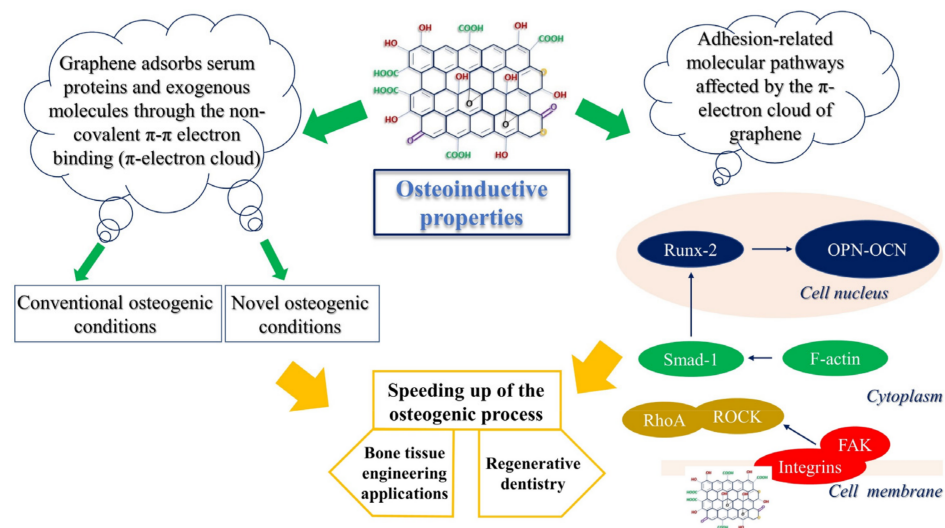 Graphene adsorbs serum
proteins and exogenous
molecules through the non-
covalent π-π electron
binding (π-electron cloud)
COOH
HO
OH
COOH
HO
HOOC
OH
OH
HOOC
O
OH
HO
O
O
O
COOH
HO
Adhesion-related
molecular pathways
affected by the π-
electron cloud of
graphene
Osteoinductive
properties
Conventional osteogenic
conditions
Novel osteogenic
conditions
Runx-2
OPN-OCN
Cell nucleus
Smad-1
F-actin
Cytoplasm
RhoA
ROCK
FAK
Integrins
Cell membrane
Speeding up of the
osteogenic process
Bone tissue
engineering
applications
Regenerative
dentistry